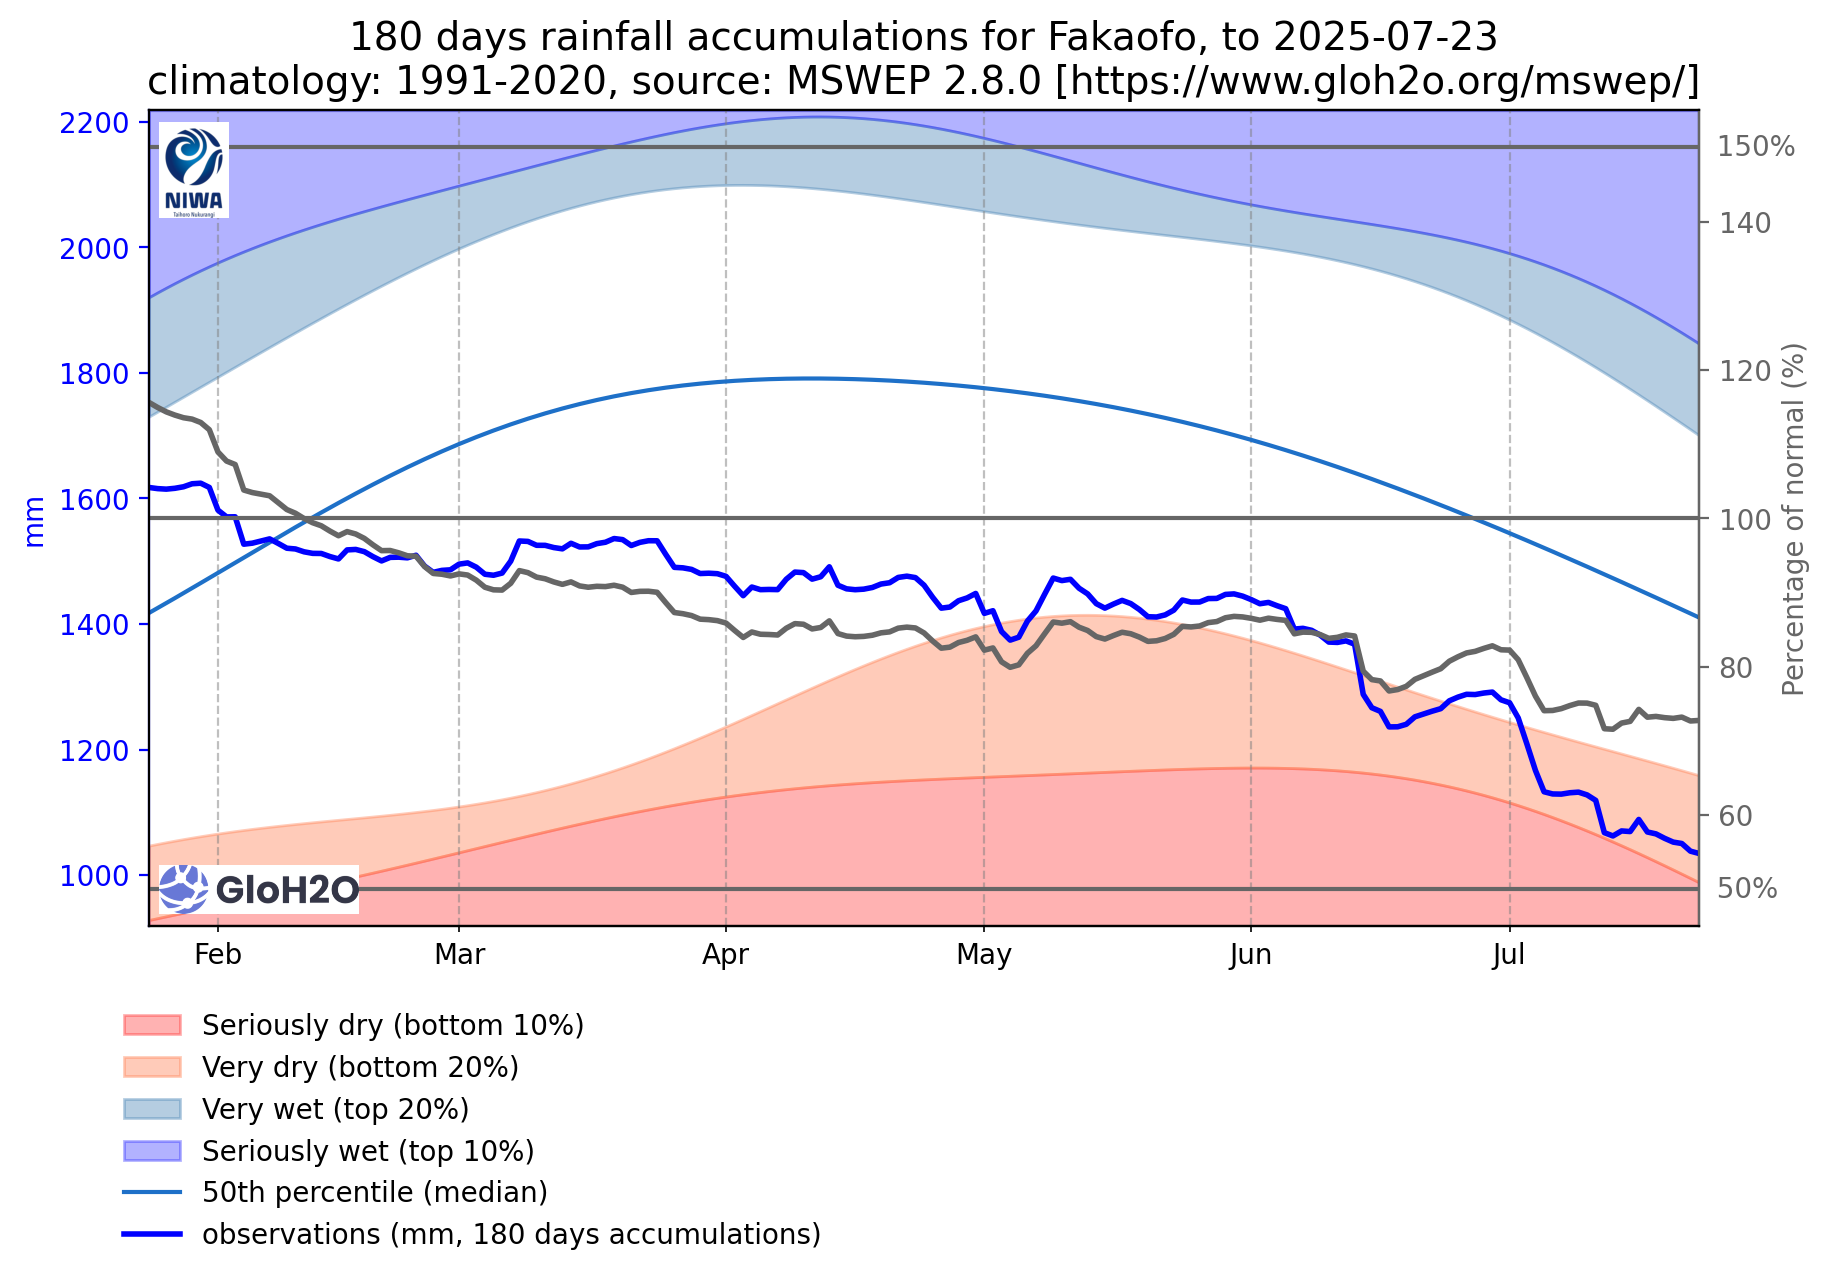 180 days rainfall accumulations for Fakaofo, to 2025-07-23
climatology: 1991-2020, source: MSWEP 2.8.0 [https://www.gloh2o.org/mswep/]
2200
2000
1800
1600
1400
1200
1000
mm
NIWA
Taihoro Nukurangi
GloH2O
150%
140
120
100
80
60
50%
Percentage of normal (%)
Feb
Mar
Apr
May
Jun
Jul
Seriously dry (bottom 10%)
Very dry (bottom 20%)
Very wet (top 20%)
Seriously wet (top 10%)
50th percentile (median)
observations (mm, 180 days accumulations)